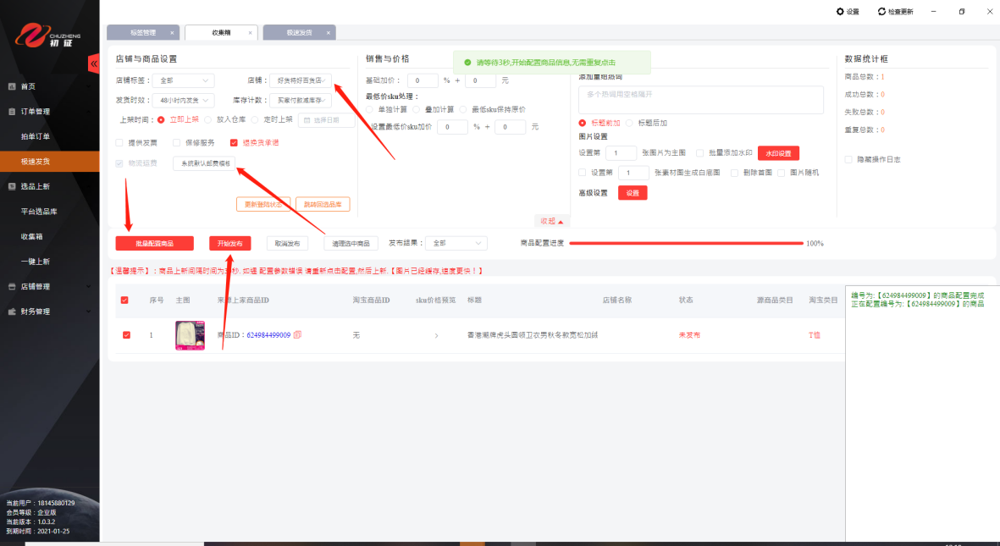 设置 检查更新
CHUZHENG
初征
标签管理 × 收集箱 × 极速发货 ×
首页
订单管理
拍单订单
极速发货
选品上新
平台选品库
收集箱
一键上新
店铺管理
财务管理
店铺与商品设置
店铺标签： 全部 店铺： 好货特好百货店
发货时效： 48小时内发货 库存计数： 买家付款减库存
上架时间： 立即上架 放入仓库 定时上架 选择日期
提供发票 保修服务 退换货承诺
物流运费 系统默认邮费模板
更新登陆状态 跳转回选品库
销售与价格
请等待3秒,开始配置商品信息,无需重复点击
基础加价： 0 % + 0 元
最低价sku处理：
单独计算 叠加计算 最低sku保持原价
设置最低价sku加价 0 % + 0 元
添加重组热词
多个热词用空格隔开
标题前加 标题后加
图片设置
设置第 1 张图片为主图 批量添加水印 水印设置
设置第 1 张素材图生成白底图 删除首图 图片随机
高级设置 设置
收起
数据统计框
商品总数：1
成功总数：0
失败总数：0
重复总数：0
隐藏操作日志
批量配置商品 开始发布 取消发布 清理选中商品 发布结果： 全部 商品配置进度 100%
【温馨提示】：商品上新间隔时间为3秒, 如遇 配置参数错误 请重新点击配置,然后上新.【图片已经缓存,速度更快！】
序号 主图 来源上家商品ID 淘宝商品ID sku价格预览 标题 店铺名称 状态 源商品类目 淘宝类目
1 商品ID：624984499009 无 香港潮牌虎头圆领卫衣男秋冬款宽松加绒 未发布 T恤
编号为:【624984499009】的商品配置完成
正在配置编号为:【624984499009】的商品
当前用户：18145880129
会员等级：企业版
当前版本：1.0.3.2
到期时间：2021-01-25